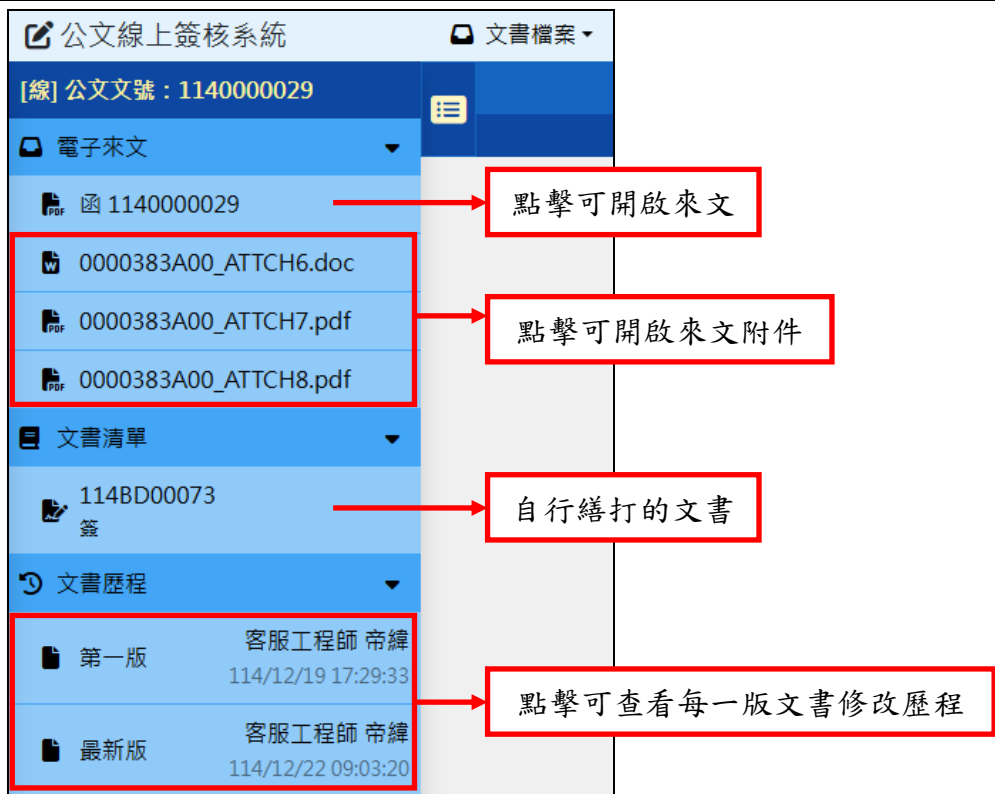 公文線上簽核系統
文書檔案
[線] 公文文號：1140000029
電子來文
函 1140000029
點擊可開啟來文
0000383A00_ATTCH6.doc
0000383A00_ATTCH7.pdf
點擊可開啟來文附件
0000383A00_ATTCH8.pdf
文書清單
114BD00073
簽
自行繕打的文書
文書歷程
第一版
客服工程師 帝緯
114/12/19 17:29:33
點擊可查看每一版文書修改歷程
最新版
客服工程師 帝緯
114/12/22 09:03:20